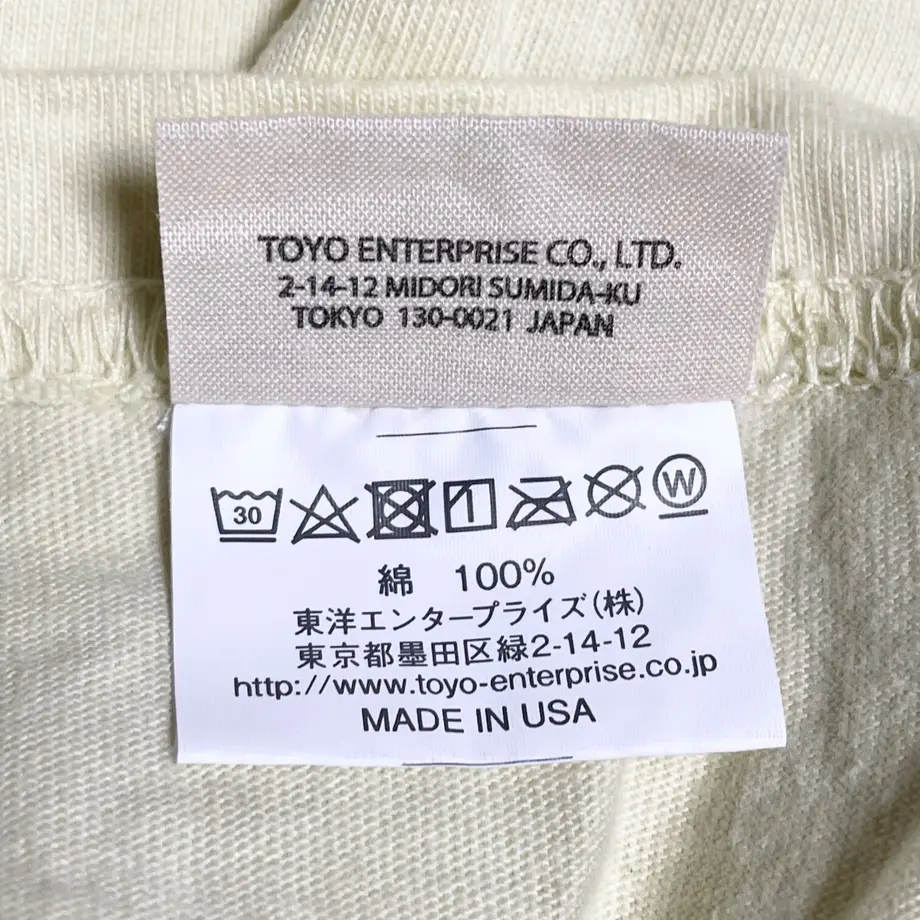 TOYO ENTERPRISE CO., LTD.
2-14-12 MIDORI SUMIDA-KU
TOKYO 130-0021 JAPAN
30 W
綿 100%
東洋エンタープライズ(株)
東京都墨田区緑2-14-12
http://www.toyo-enterprise.co.jp
MADE IN USA